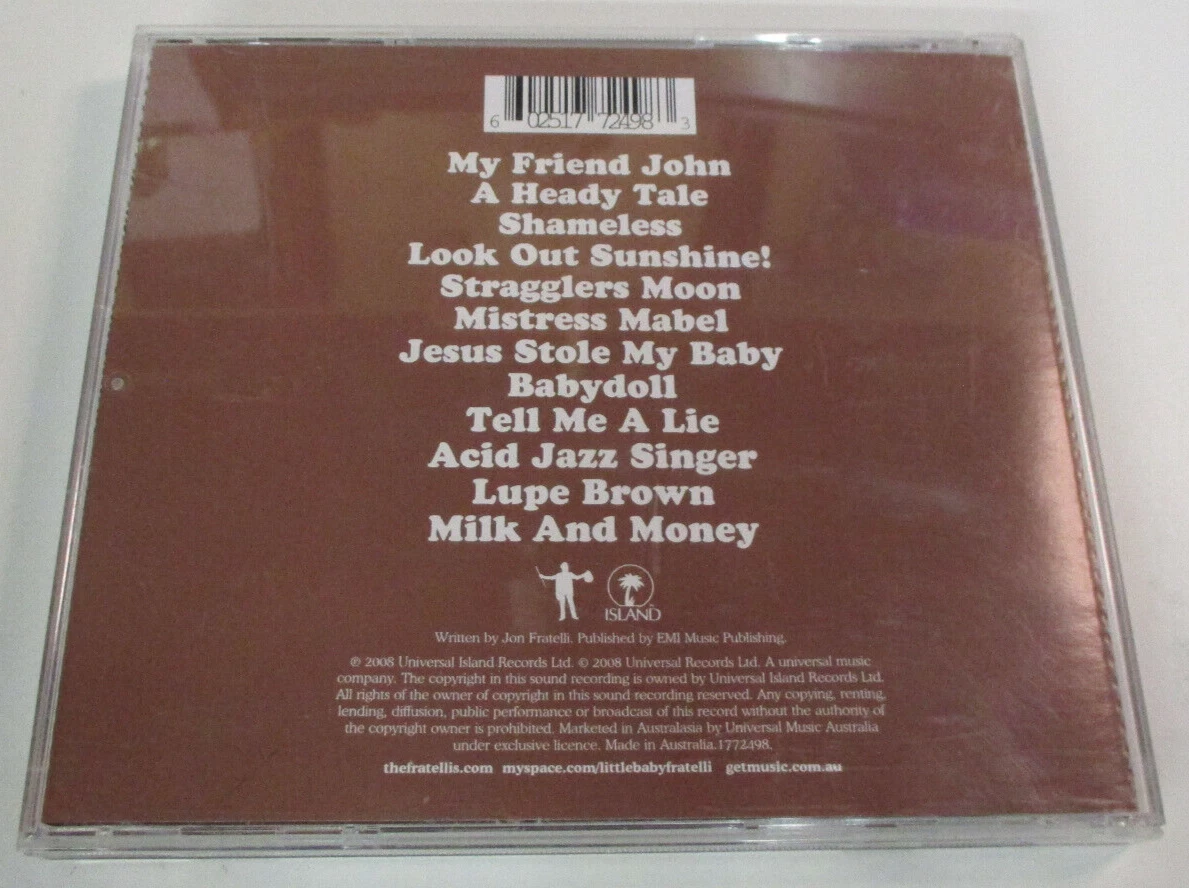 6 02517 72498 3
My Friend John
A Heady Tale
Shameless
Look Out Sunshine!
Stragglers Moon
Mistress Mabel
Jesus Stole My Baby
Babydoll
Tell Me A Lie
Acid Jazz Singer
Lupe Brown
Milk And Money
ISLAND
Written by Jon Fratelli. Published by EMI Music Publishing.
℗ 2008 Universal Island Records Ltd. © 2008 Universal Records Ltd. A universal music
company. The copyright in this sound recording is owned by Universal Island Records Ltd.
All rights of the owner of copyright in this sound recording reserved. Any copying, renting,
lending, diffusion, public performance or broadcast of this record without the authority of
the copyright owner is prohibited. Marketed in Australasia by Universal Music Australia
under exclusive licence. Made in Australia.1772498.
thefratellis.com myspace.com/littlebabyfratelli getmusic.com.au